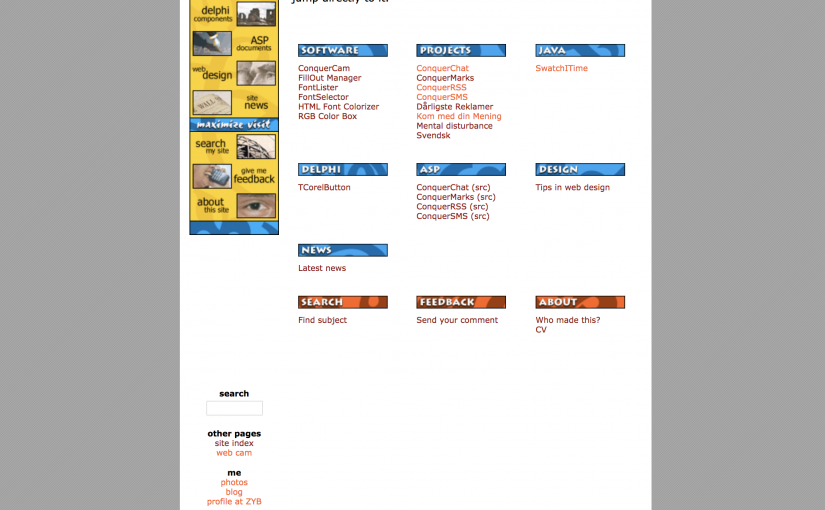 jump directly to it.
delphi
components
ASP
documents
web
design
site
news
maximize visit
search
my site
give me
feedback
about
this site
SOFTWARE
ConquerCam
FillOut Manager
FontLister
FontSelector
HTML Font Colorizer
RGB Color Box
PROJECTS
ConquerChat
ConquerMarks
ConquerRSS
ConquerSMS
Dårligste Reklamer
Kom med din Mening
Mental disturbance
Svendsk
JAVA
SwatchITime
DELPHI
TCorelButton
ASP
ConquerChat (src)
ConquerMarks (src)
ConquerRSS (src)
ConquerSMS (src)
DESIGN
Tips in web design
NEWS
Latest news
SEARCH
Find subject
FEEDBACK
Send your comment
ABOUT
Who made this?
CV
search
other pages
site index
web cam
me
photos
blog
profile at ZYB